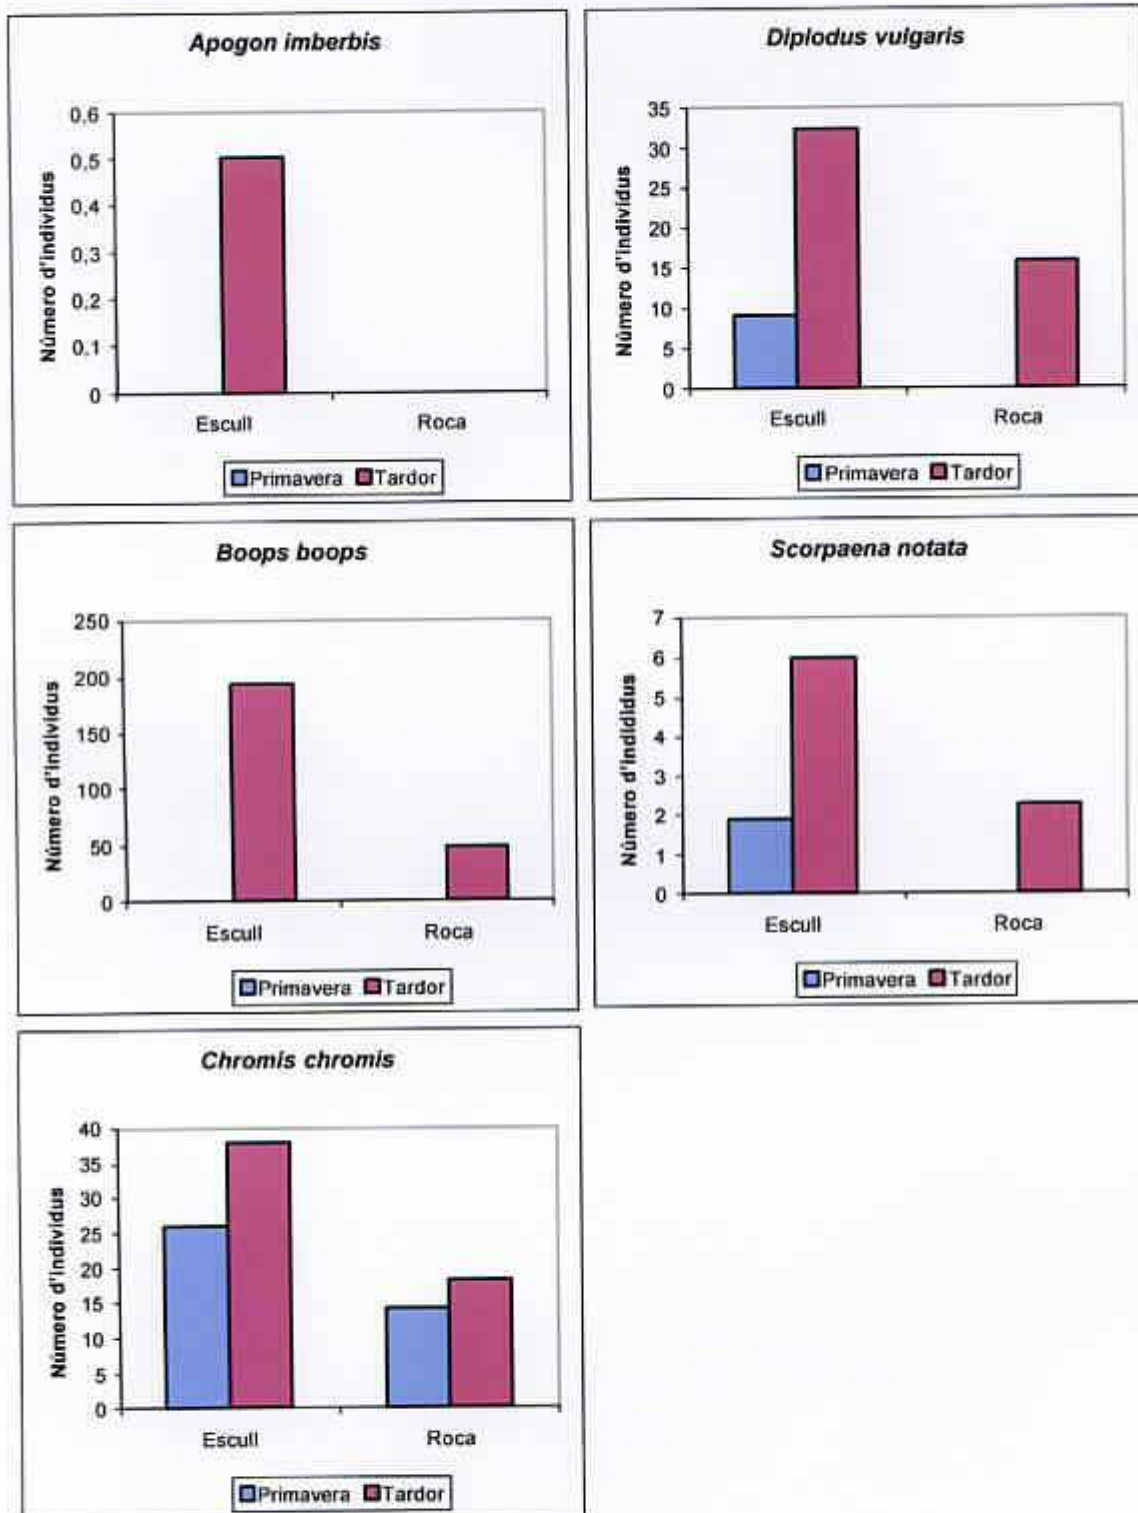 Apogon imberbis
Número d'individus
0,6
0,5
0,4
0,3
0,2
0,1
0
Escull Roca
Primavera Tardor
Diplodus vulgaris
Número d'individus
35
30
25
20
15
10
5
0
Escull Roca
Primavera Tardor
Boops boops
Número d'individus
250
200
150
100
50
0
Escull Roca
Primavera Tardor
Scorpaena notata
Número d'indididus
7
6
5
4
3
2
1
0
Escull Roca
Primavera Tardor
Chromis chromis
Número d'individus
40
35
30
25
20
15
10
5
0
Escull Roca
Primavera Tardor